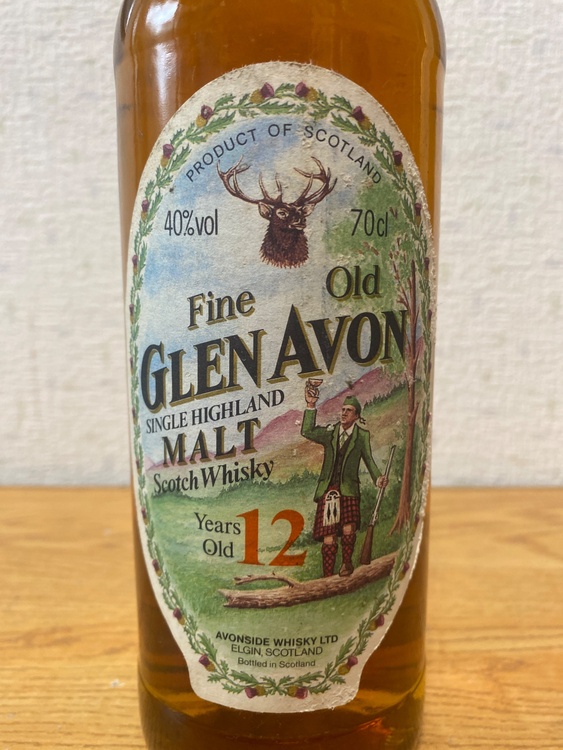 PRODUCT OF SCOTLAND
40%vol 70cl
Fine Old
GLEN AVON
SINGLE HIGHLAND
MALT
Scotch Whisky
Years
Old 12
AVONSIDE WHISKY LTD
ELGIN, SCOTLAND
Bottled in Scotland